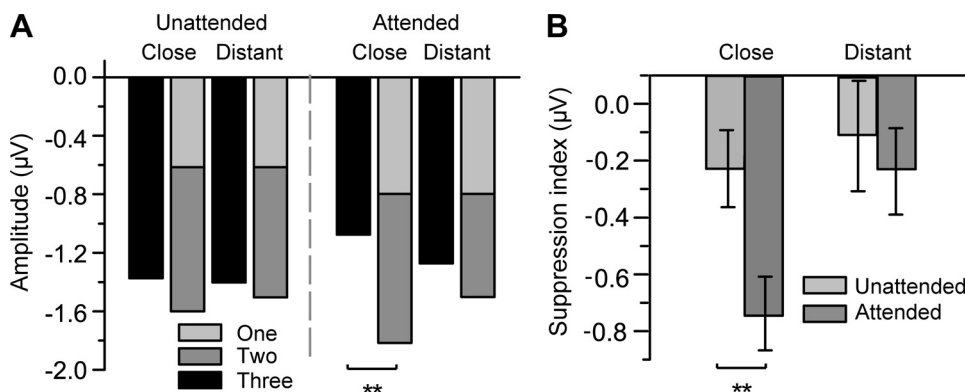 A
Unattended Attended
Close Distant Close Distant
0.0
-0.4
-0.8
-1.2
-1.6
-2.0
Amplitude (µV)
One
Two
Three
**
B
Close Distant
0.0
-0.2
-0.4
-0.6
-0.8
Suppression index (µV)
Unattended
Attended
**